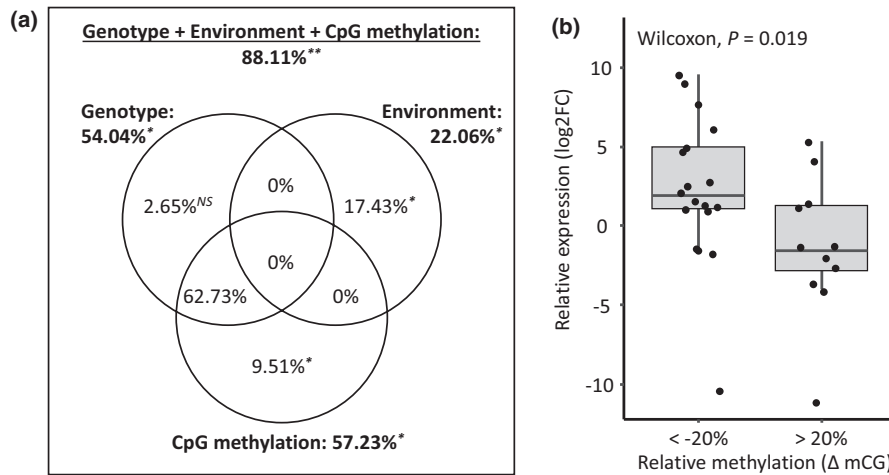 (a)
Genotype + Environment + CpG methylation:
88.11%**
Genotype:
54.04%*
Environment:
22.06%*
0%
2.65%NS
17.43%*
0%
62.73%
0%
9.51%*
CpG methylation: 57.23%*
(b)
Wilcoxon, P = 0.019
Relative expression (log2FC)
10
5
0
-5
-10
< -20%
> 20%
Relative methylation (Δ mCG)